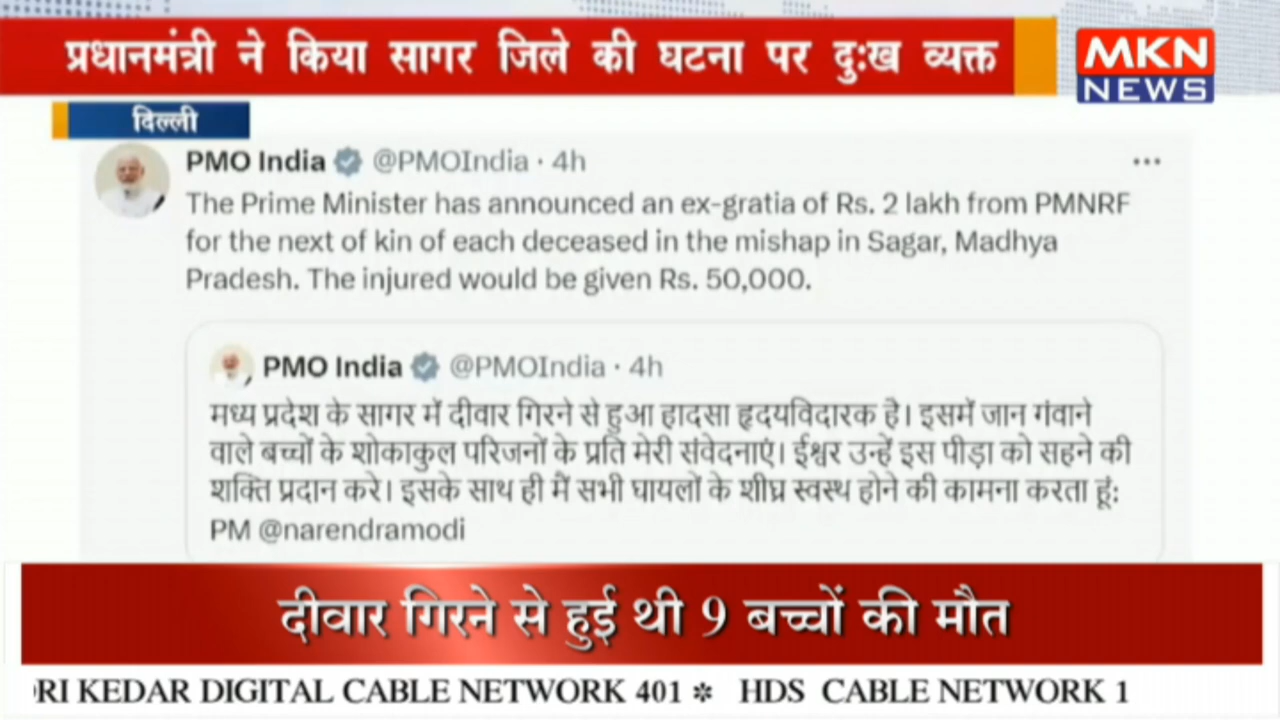 प्रधानमंत्री ने किया सागर जिले की घटना पर दुःख व्यक्त
MKN
NEWS
दिल्ली
PMO India @PMOIndia · 4h
The Prime Minister has announced an ex-gratia of Rs. 2 lakh from PMNRF
for the next of kin of each deceased in the mishap in Sagar, Madhya
Pradesh. The injured would be given Rs. 50,000.
PMO India @PMOIndia · 4h
मध्य प्रदेश के सागर में दीवार गिरने से हुआ हादसा हृदयविदारक है। इसमें जान गंवाने
वाले बच्चों के शोकाकुल परिजनों के प्रति मेरी संवेदनाएं। ईश्वर उन्हें इस पीड़ा को सहने की
शक्ति प्रदान करे। इसके साथ ही मैं सभी घायलों के शीघ्र स्वस्थ होने की कामना करता हूं:
PM @narendramodi
दीवार गिरने से हुई थी 9 बच्चों की मौत
RI KEDAR DIGITAL CABLE NETWORK 401 ✻ HDS CABLE NETWORK 1